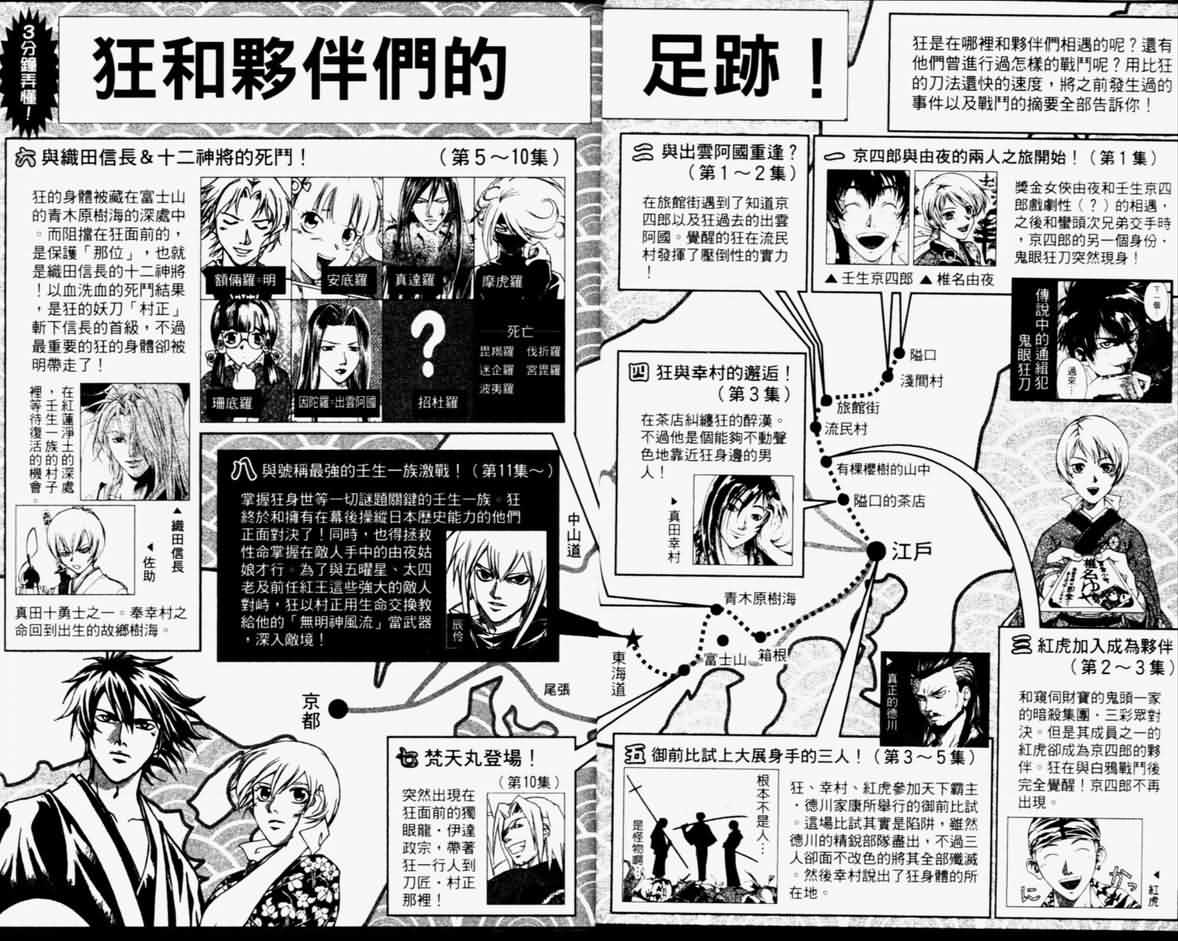 3分鐘弄懂！
狂和夥伴們的足跡！
狂是在哪裡和夥伴們相遇的呢？還有
他們曾進行過怎樣的戰鬥呢？用比狂
的刀法還快的速度，將之前發生過的
事件以及戰鬥的摘要全部告訴你！
一 京四郎與由夜的兩人之旅開始！（第1集）
▲壬生京四郎 ▲椎名由夜
獎金女俠由夜和壬生京四
郎戲劇性（？）的相遇，
之後和蠻頭次兄弟交手時
，京四郎的另一個身份‧
鬼眼狂刀突然現身！
傳說中的通緝犯
鬼眼狂刀
下一個‧
過來…
二 與出雲阿國重逢？
（第1～2集）
在旅館街遇到了知道京
四郎以及狂過去的出雲
阿國。覺醒的狂在流民
村發揮了壓倒性的實力
！
隘口
淺間村
旅館街
流民村
有棵櫻樹的山中
隘口的茶店
江戶
三 紅虎加入成為夥伴
（第2～3集）
和窺伺財寶的鬼頭一家
的暗殺集團‧三彩眾對
決。但是其成員之一的
紅虎卻成為京四郎的夥
伴。狂在與白鴉戰鬥後
完全覺醒！京四郎不再
出現。
▲紅虎
四 狂與幸村的邂逅！
（第3集）
在茶店糾纏狂的醉漢。
不過他是個能夠不動聲
色地靠近狂身邊的男
人！
▲真田幸村
青木原樹海
富士山
箱根
東海道
中山道
尾張
京都
▲真正的德川
五 御前比試上大展身手的三人！（第3～5集）
根本不是人…
是怪物啊…
狂、幸村、紅虎參加天下霸主
‧德川家康所舉行的御前比試
。這場比試其實是陷阱，雖然
德川的精銳部隊盡出，不過三
人卻面不改色的將其全部殲滅
。然後幸村說出了狂身體的所
在地。
六 與織田信長＆十二神將的死鬥！（第5～10集）
狂的身體被藏在富士山
的青木原樹海的深處中
。而阻擋在狂面前的，
是保護「那位」，也就
是織田信長的十二神將
！以血洗血的死鬥結果
，是狂的妖刀「村正」
斬下信長的首級，不過
最重要的狂的身體卻被
明帶走了！
額儞羅＝明
安底羅
真達羅
摩虎羅
珊底羅
因陀羅＝出雲阿國
？
招杜羅
死亡
毘羯羅 伐折羅
迷企羅 宮毘羅
波夷羅
在紅蓮淨土的深處
，壬生一族的村子
裡等待復活的機會。
▲織田信長
▲佐助
真田十勇士之一。奉幸村之
命回到出生的故鄉樹海。
七 梵天丸登場！
（第10集）
突然出現在
狂面前的獨
眼龍‧伊達
政宗，帶著
狂一行人到
刀匠‧村正
那裡！
八 與號稱最強的壬生一族激戰！（第11集～）
掌握狂身世等一切謎題關鍵的壬生一族。狂
終於和擁有在幕後操縱日本歷史能力的他們
正面對決了！同時，也得拯救
性命掌握在敵人手中的由夜姑
娘才行。為了與五曜星、太四
老及前任紅王這些強大的敵人
對峙，狂以村正用生命交換教
給他的「無明神風流」當武器
，深入敵境！
辰伶